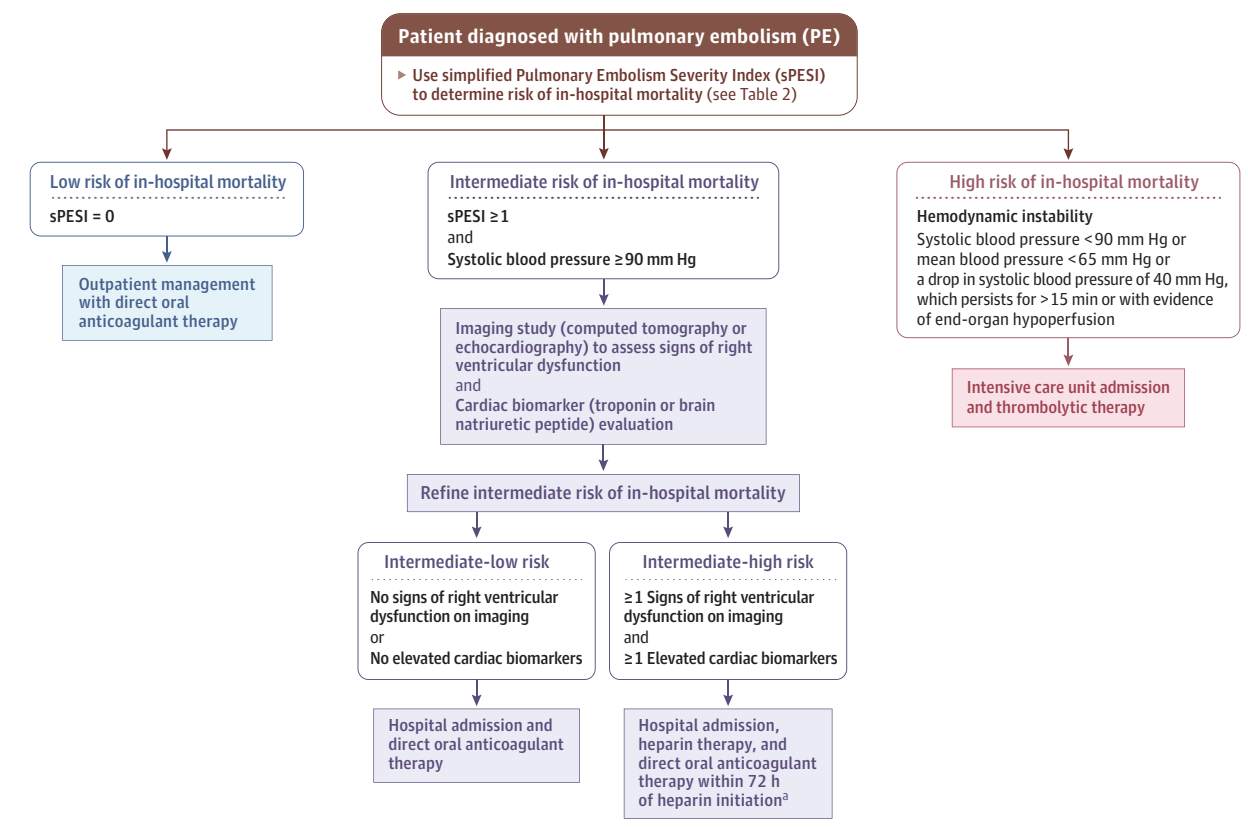 Patient diagnosed with pulmonary embolism (PE)
▶ Use simplified Pulmonary Embolism Severity Index (sPESI)
to determine risk of in-hospital mortality (see Table 2)
Low risk of in-hospital mortality
sPESI = 0
Outpatient management
with direct oral
anticoagulant therapy
Intermediate risk of in-hospital mortality
sPESI ≥1
and
Systolic blood pressure ≥90 mm Hg
Imaging study (computed tomography or
echocardiography) to assess signs of right
ventricular dysfunction
and
Cardiac biomarker (troponin or brain
natriuretic peptide) evaluation
Refine intermediate risk of in-hospital mortality
Intermediate-low risk
No signs of right ventricular
dysfunction on imaging
or
No elevated cardiac biomarkers
Hospital admission and
direct oral anticoagulant
therapy
Intermediate-high risk
≥1 Signs of right ventricular
dysfunction on imaging
and
≥1 Elevated cardiac biomarkers
Hospital admission,
heparin therapy, and
direct oral anticoagulant
therapy within 72 h
of heparin initiationᵃ
High risk of in-hospital mortality
Hemodynamic instability
Systolic blood pressure <90 mm Hg or
mean blood pressure <65 mm Hg or
a drop in systolic blood pressure of 40 mm Hg,
which persists for >15 min or with evidence
of end-organ hypoperfusion
Intensive care unit admission
and thrombolytic therapy